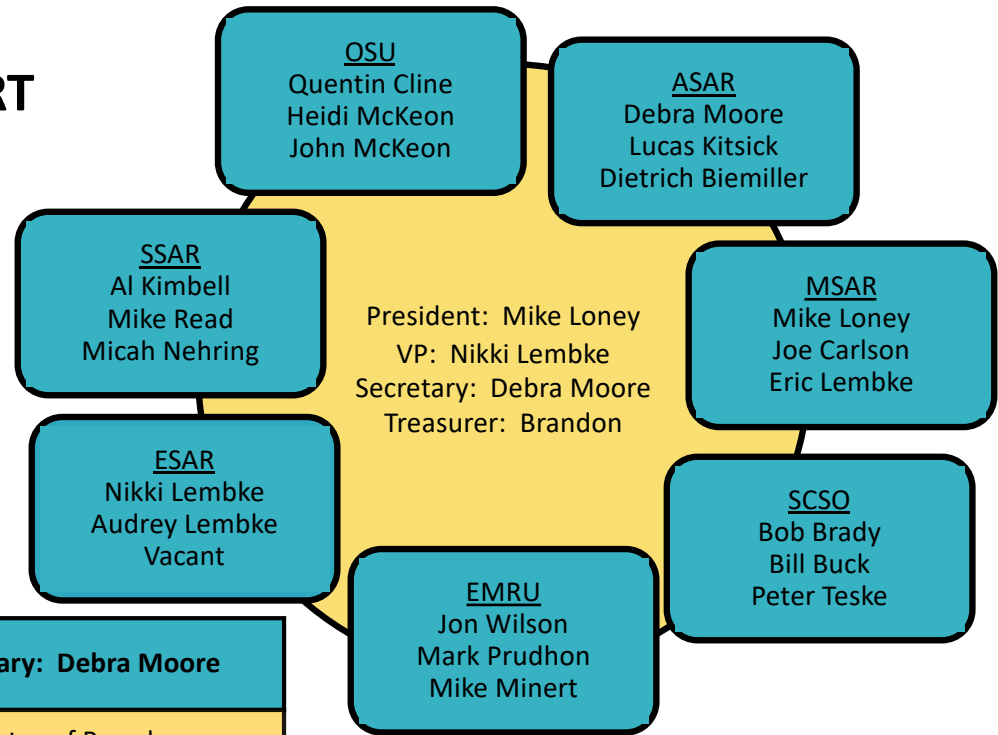 RT
OSU
Quentin Cline
Heidi McKeon
John McKeon
ASAR
Debra Moore
Lucas Kitsick
Dietrich Biemiller
SSAR
Al Kimbell
Mike Read
Micah Nehring
President: Mike Loney
VP: Nikki Lembke
Secretary: Debra Moore
Treasurer: Brandon
MSAR
Mike Loney
Joe Carlson
Eric Lembke
ESAR
Nikki Lembke
Audrey Lembke
Vacant
SCSO
Bob Brady
Bill Buck
Peter Teske
EMRU
Jon Wilson
Mark Prudhon
Mike Minert
ary: Debra Moore